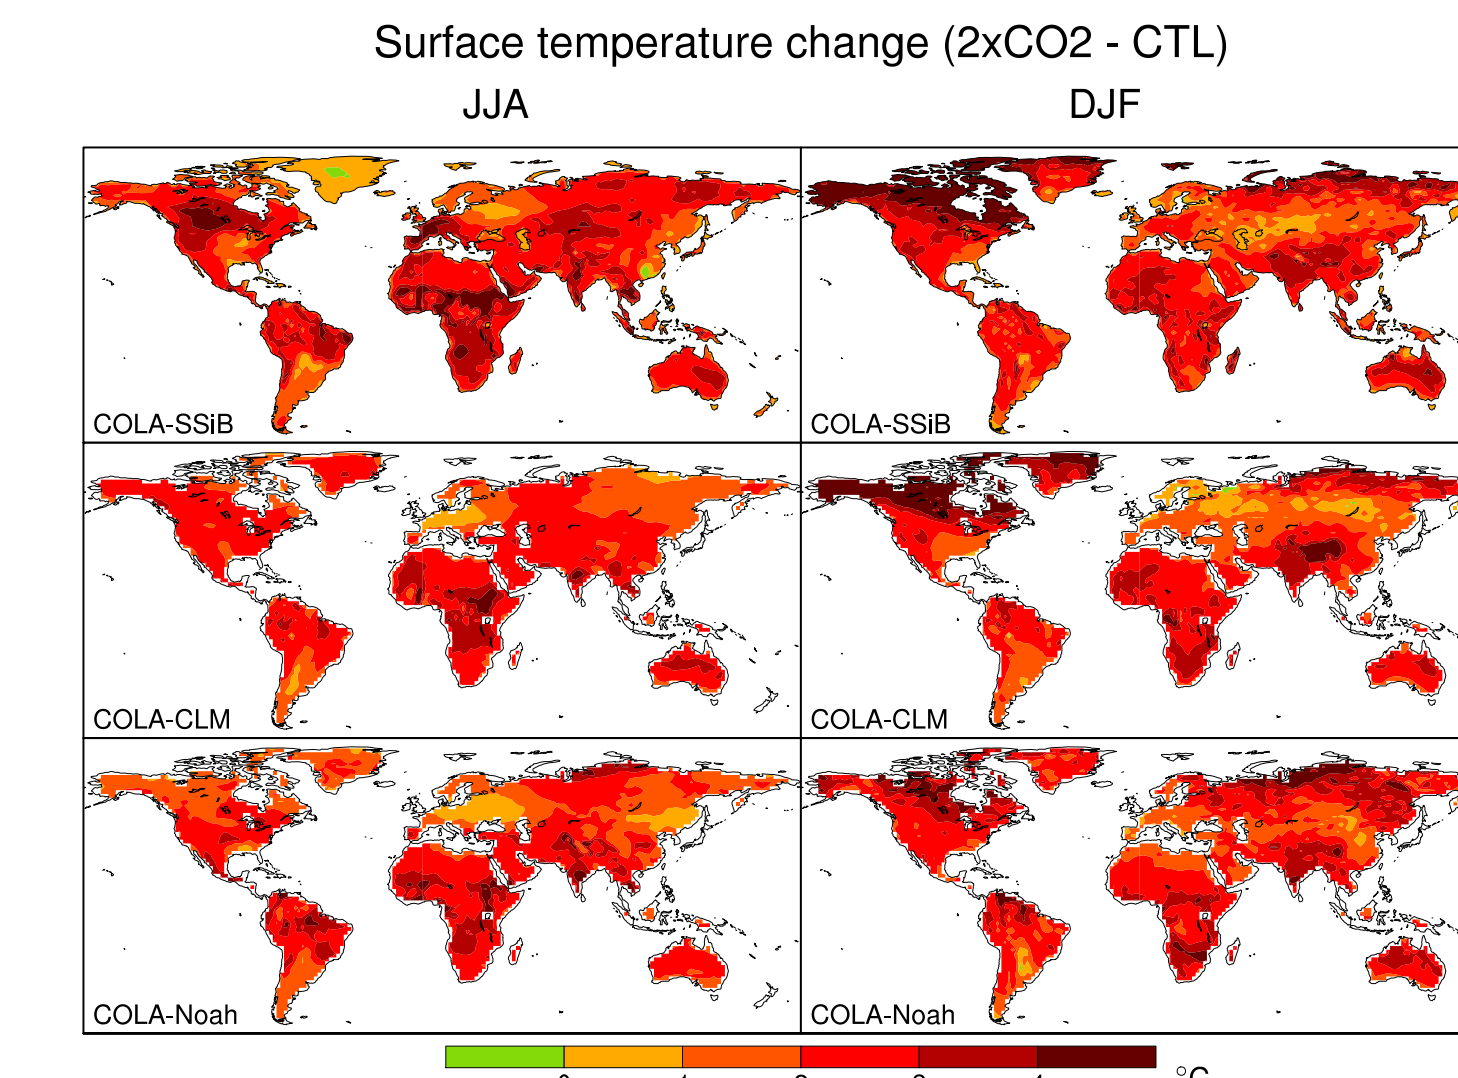 Surface temperature change (2xCO2 - CTL)
JJA DJF
COLA-SSiB COLA-SSiB
COLA-CLM COLA-CLM
COLA-Noah COLA-Noah